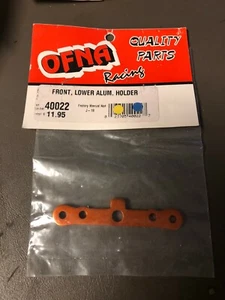 OFNA
Racing
QUALITY
PARTS
FRONT, LOWER ALUM. HOLDER
40022
11.95